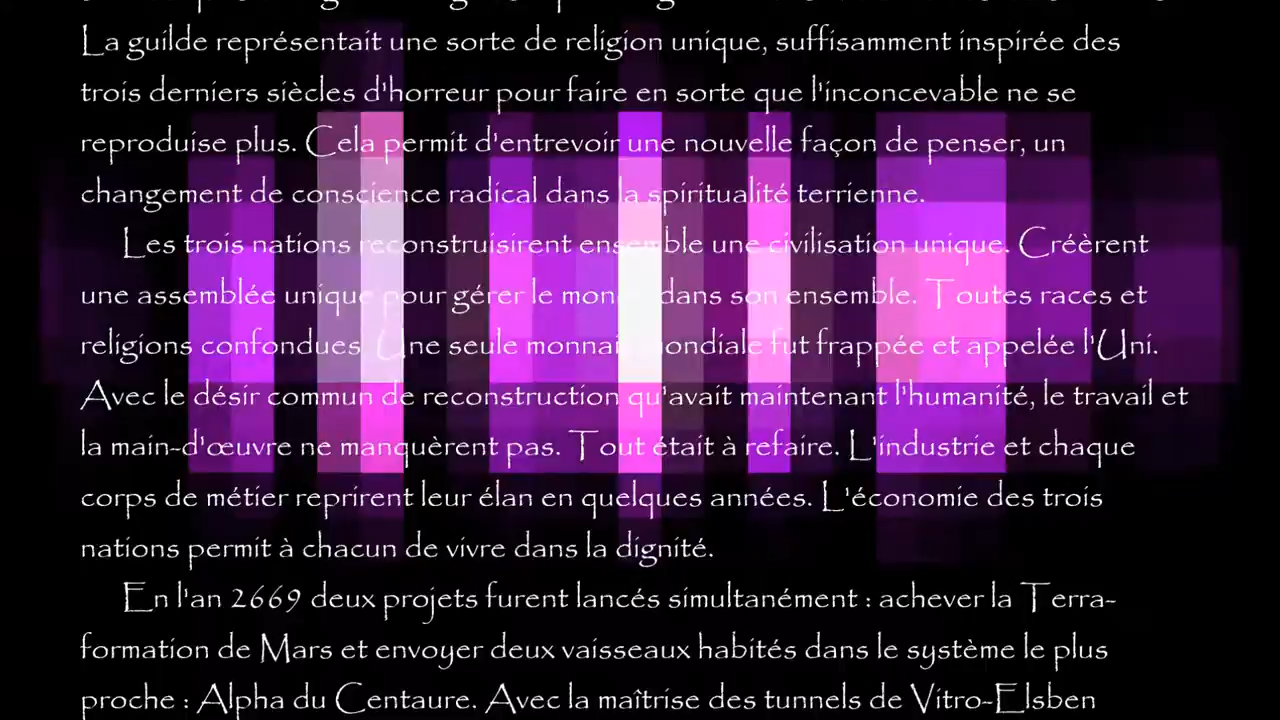 La guilde représentait une sorte de religion unique, suffisamment inspirée des
trois derniers siècles d'horreur pour faire en sorte que l'inconcevable ne se
reproduise plus. Cela permit d'entrevoir une nouvelle façon de penser, un
changement de conscience radical dans la spiritualité terrienne.
Les trois nations reconstruisirent ensemble une civilisation unique. Créèrent
une assemblée unique pour gérer le monde dans son ensemble. Toutes races et
religions confondues. Une seule monnaie mondiale fut frappée et appelée l'Uni.
Avec le désir commun de reconstruction qu'avait maintenant l'humanité, le travail et
la main-d'œuvre ne manquèrent pas. Tout était à refaire. L'industrie et chaque
corps de métier reprirent leur élan en quelques années. L'économie des trois
nations permit à chacun de vivre dans la dignité.
En l'an 2669 deux projets furent lancés simultanément : achever la Terra-
formation de Mars et envoyer deux vaisseaux habités dans le système le plus
proche : Alpha du Centaure. Avec la maîtrise des tunnels de Vitro-Elsben